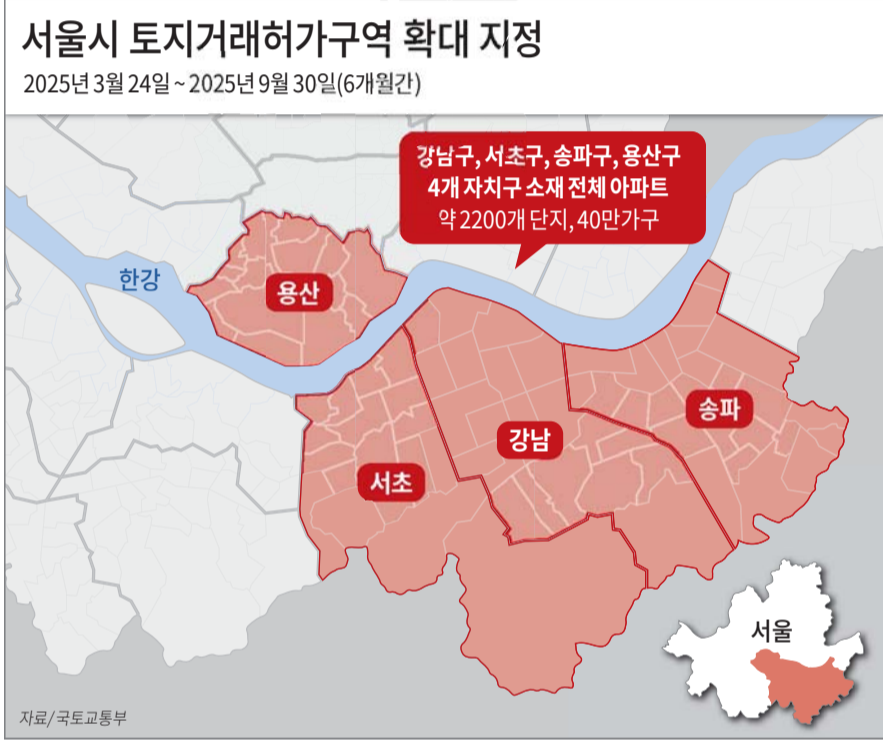 서울시 토지거래허가구역 확대 지정
2025년 3월 24일 ~ 2025년 9월 30일(6개월간)
강남구, 서초구, 송파구, 용산구
4개 자치구 소재 전체 아파트
약 2200개 단지, 40만가구
한강
용산
송파
강남
서초
서울
자료/국토교통부